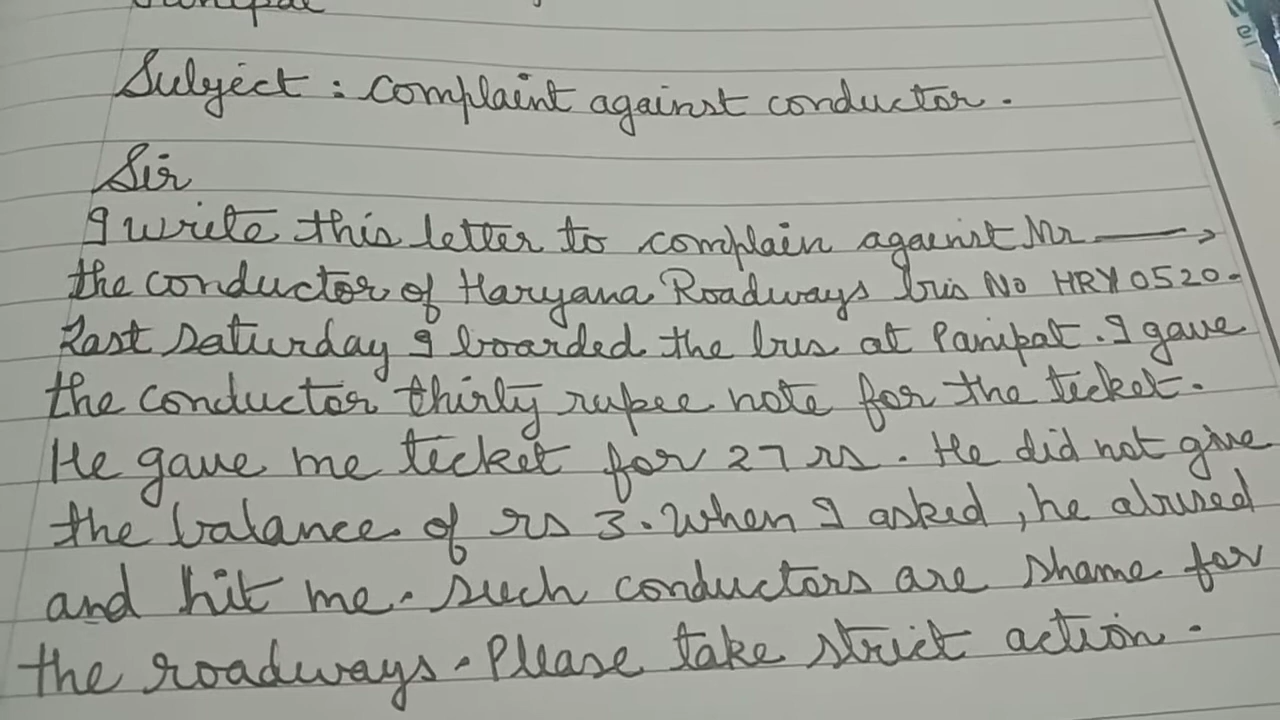 Subject : Complaint against conductor .
Sir
I write this letter to complain against Mr ⟶
the conductor of Haryana Roadways bus No HRY 0520.
Last Saturday I boarded the bus at Panipat . I gave
the conductor thirty rupee note for the ticket .
He gave me ticket for 27 rs . He did not give
the balance of rs 3 . When I asked , he abused
and hit me . Such conductors are shame for
the roadways . Please take strict action .